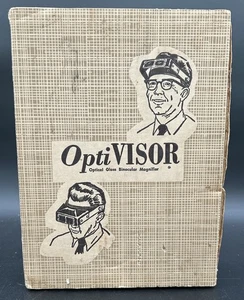 OptiVISOR
Optical Glass Binocular Magnifier